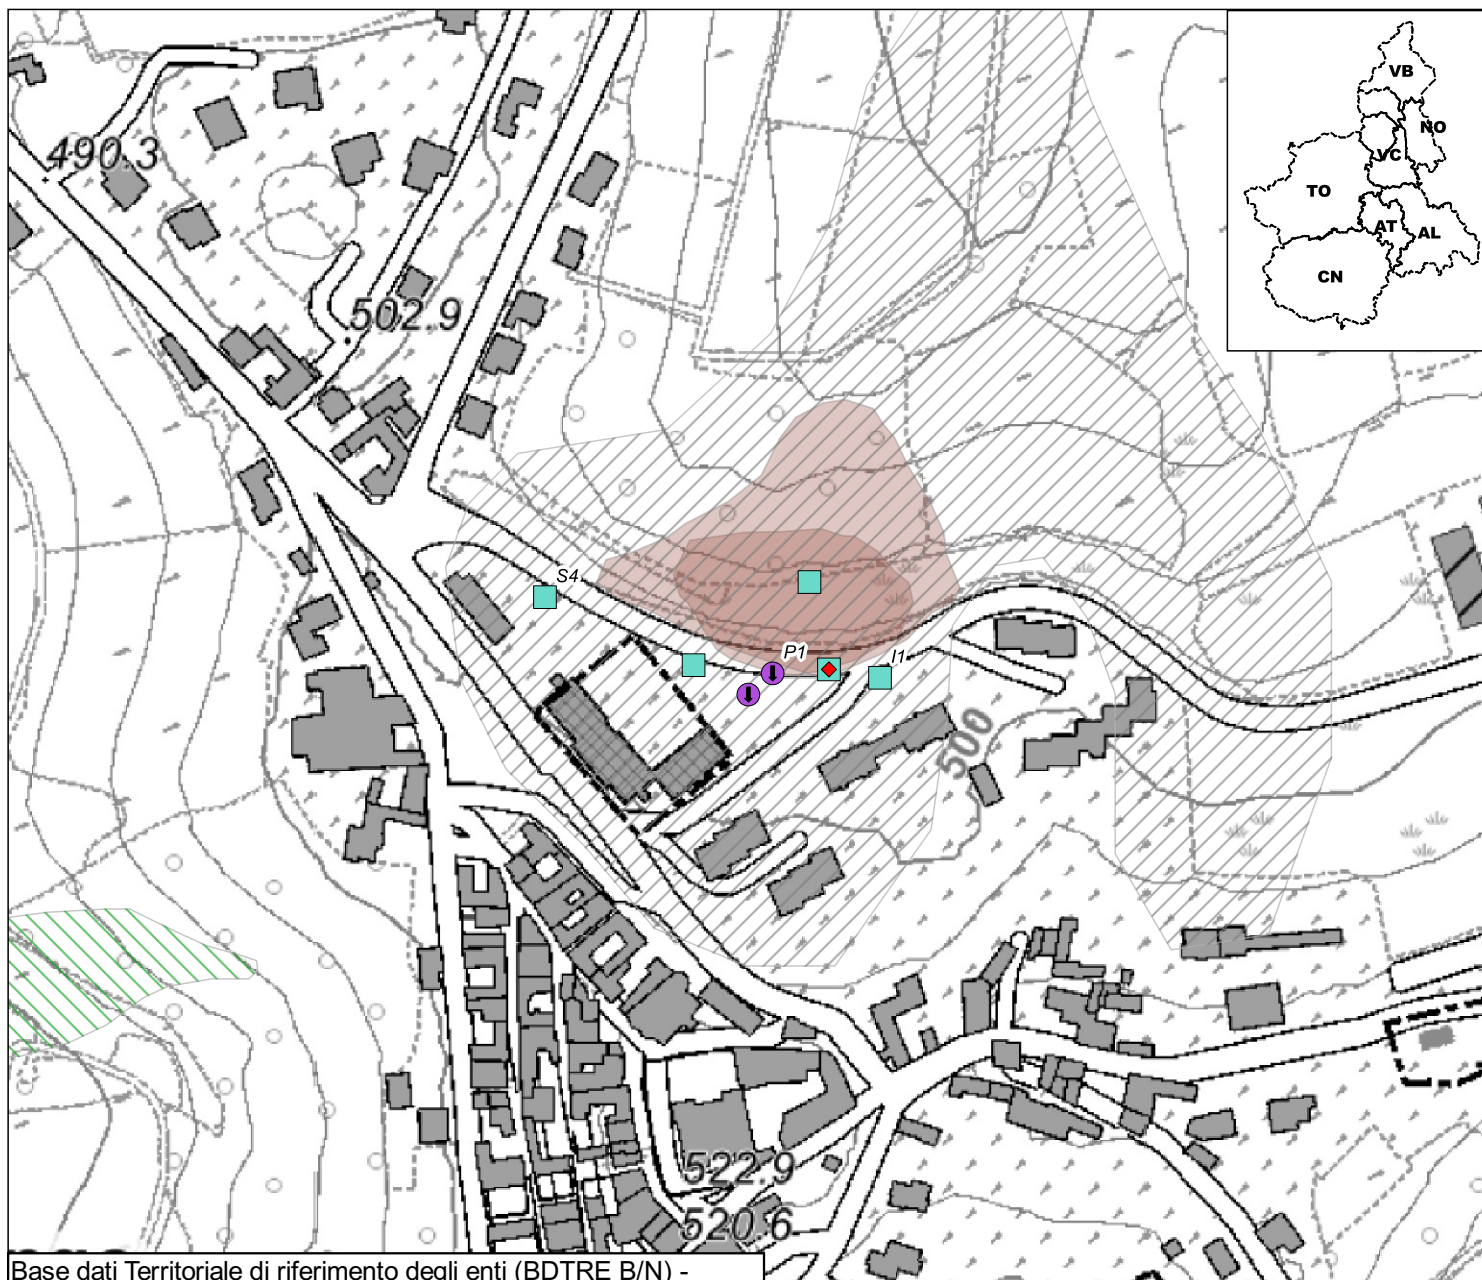 VB
NO
VC
TO
AT
AL
CN
490.3
502.9
S4
P1
I1
500
522.9
520.6
Base dati Territoriale di riferimento degli enti (BDTRE B/N) -